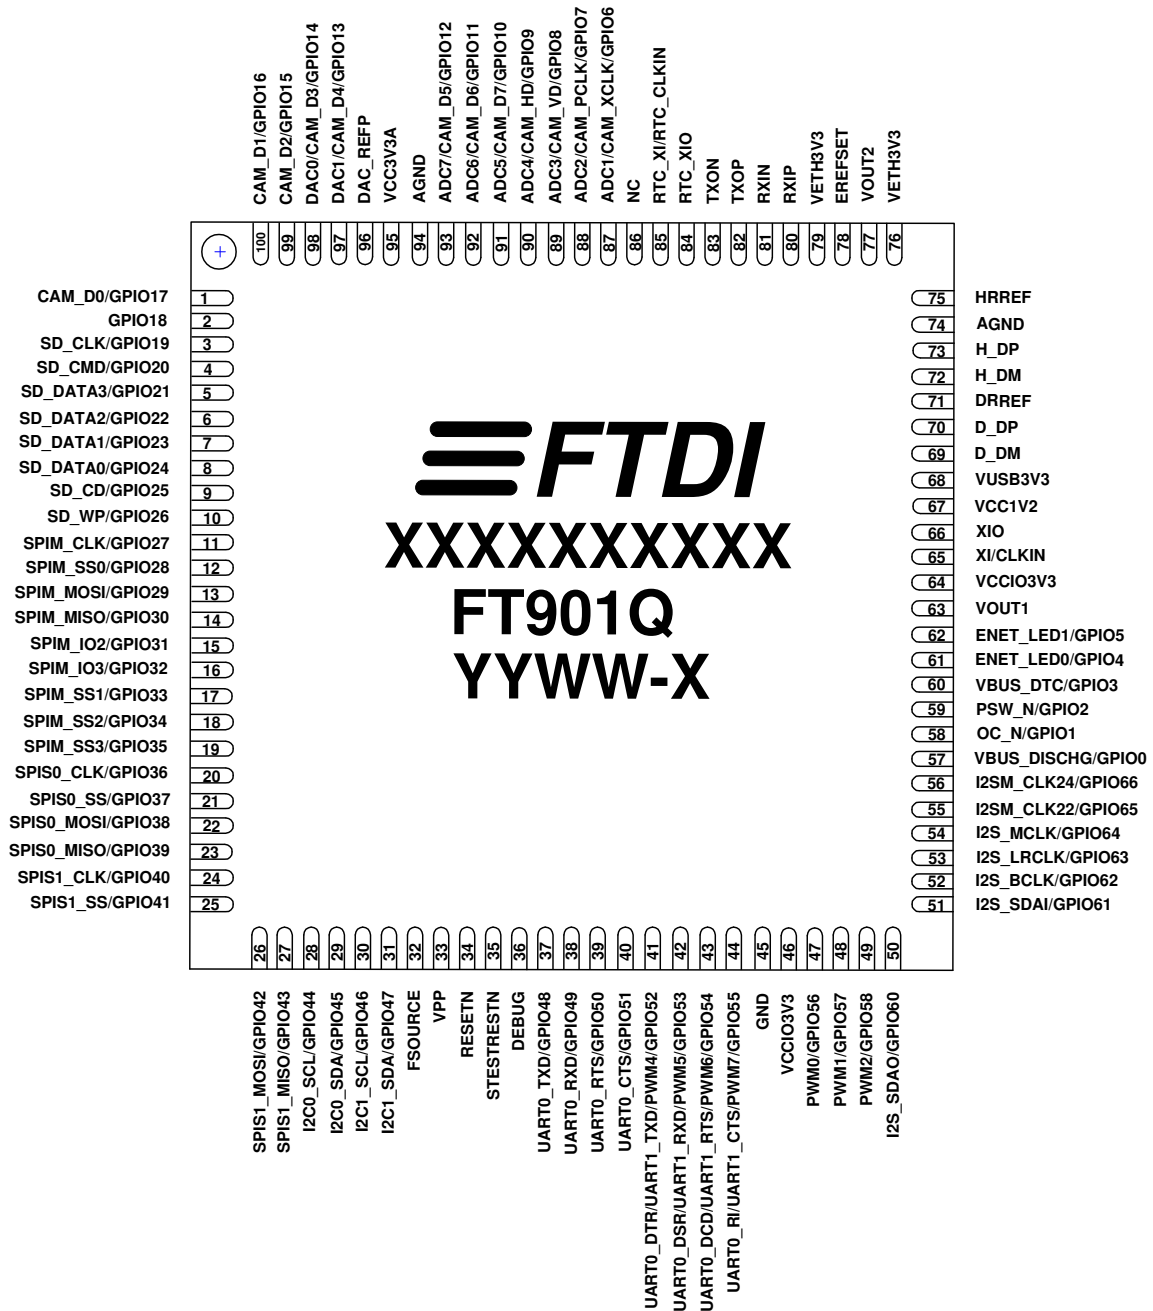 CAM_D1/GPIO16
CAM_D2/GPIO15
DAC0/CAM_D3/GPIO14
DAC1/CAM_D4/GPIO13
DAC_REFP
VCC3V3A
AGND
ADC7/CAM_D5/GPIO12
ADC6/CAM_D6/GPIO11
ADC5/CAM_D7/GPIO10
ADC4/CAM_HD/GPIO9
ADC3/CAM_VD/GPIO8
ADC2/CAM_PCLK/GPIO7
ADC1/CAM_XCLK/GPIO6
NC
RTC_XI/RTC_CLKIN
RTC_XIO
TXON
TXOP
RXIN
RXIP
VETH3V3
EREFSET
VOUT2
VETH3V3
100
99
98
97
96
95
94
93
92
91
90
89
88
87
86
85
84
83
82
81
80
79
78
77
76
CAM_D0/GPIO17 1
GPIO18 2
SD_CLK/GPIO19 3
SD_CMD/GPIO20 4
SD_DATA3/GPIO21 5
SD_DATA2/GPIO22 6
SD_DATA1/GPIO23 7
SD_DATA0/GPIO24 8
SD_CD/GPIO25 9
SD_WP/GPIO26 10
SPIM_CLK/GPIO27 11
SPIM_SS0/GPIO28 12
SPIM_MOSI/GPIO29 13
SPIM_MISO/GPIO30 14
SPIM_IO2/GPIO31 15
SPIM_IO3/GPIO32 16
SPIM_SS1/GPIO33 17
SPIM_SS2/GPIO34 18
SPIM_SS3/GPIO35 19
SPIS0_CLK/GPIO36 20
SPIS0_SS/GPIO37 21
SPIS0_MOSI/GPIO38 22
SPIS0_MISO/GPIO39 23
SPIS1_CLK/GPIO40 24
SPIS1_SS/GPIO41 25
FTDI
XXXXXXXXXX
FT901Q
YYWW-X
75 HRREF
74 AGND
73 H_DP
72 H_DM
71 DRREF
70 D_DP
69 D_DM
68 VUSB3V3
67 VCC1V2
66 XIO
65 XI/CLKIN
64 VCCIO3V3
63 VOUT1
62 ENET_LED1/GPIO5
61 ENET_LED0/GPIO4
60 VBUS_DTC/GPIO3
59 PSW_N/GPIO2
58 OC_N/GPIO1
57 VBUS_DISCHG/GPIO0
56 I2SM_CLK24/GPIO66
55 I2SM_CLK22/GPIO65
54 I2S_MCLK/GPIO64
53 I2S_LRCLK/GPIO63
52 I2S_BCLK/GPIO62
51 I2S_SDAI/GPIO61
26
27
28
29
30
31
32
33
34
35
36
37
38
39
40
41
42
43
44
45
46
47
48
49
50
SPIS1_MOSI/GPIO42
SPIS1_MISO/GPIO43
I2C0_SCL/GPIO44
I2C0_SDA/GPIO45
I2C1_SCL/GPIO46
I2C1_SDA/GPIO47
FSOURCE
VPP
RESETN
STESTRESTN
DEBUG
UART0_TXD/GPIO48
UART0_RXD/GPIO49
UART0_RTS/GPIO50
UART0_CTS/GPIO51
UART0_DTR/UART1_TXD/PWM4/GPIO52
UART0_DSR/UART1_RXD/PWM5/GPIO53
UART0_DCD/UART1_RTS/PWM6/GPIO54
UART0_RI/UART1_CTS/PWM7/GPIO55
GND
VCCIO3V3
PWM0/GPIO56
PWM1/GPIO57
PWM2/GPIO58
I2S_SDAO/GPIO60